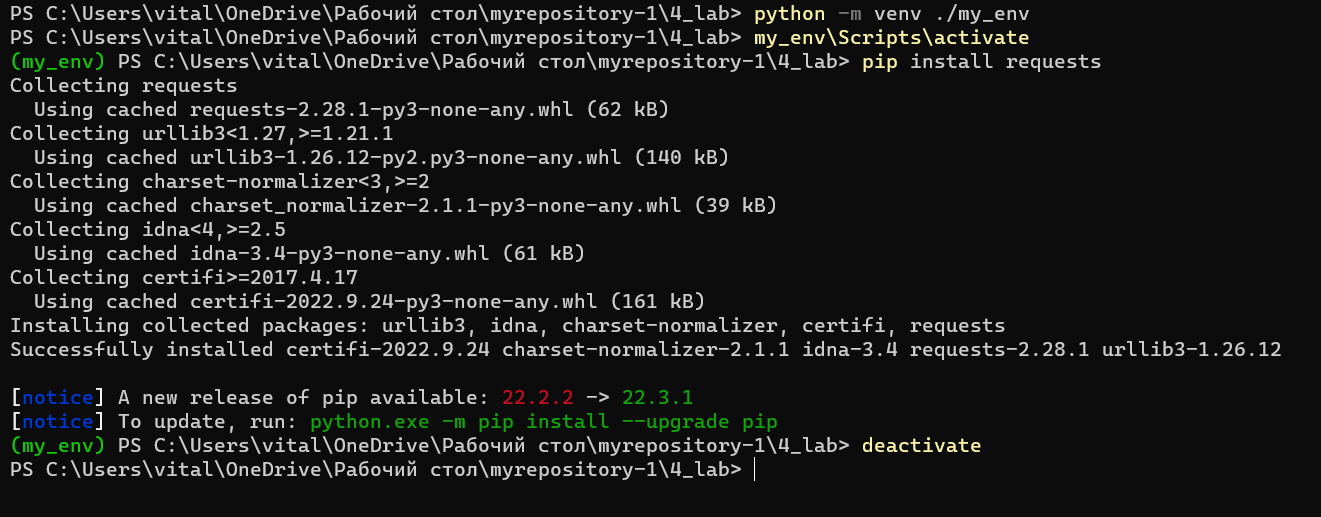 PS C:\Users\vital\OneDrive\Рабочий стол\myrepository-1\4_lab> python -m venv ./my_env
PS C:\Users\vital\OneDrive\Рабочий стол\myrepository-1\4_lab> my_env\Scripts\activate
(my_env) PS C:\Users\vital\OneDrive\Рабочий стол\myrepository-1\4_lab> pip install requests
Collecting requests
  Using cached requests-2.28.1-py3-none-any.whl (62 kB)
Collecting urllib3<1.27,>=1.21.1
  Using cached urllib3-1.26.12-py2.py3-none-any.whl (140 kB)
Collecting charset-normalizer<3,>=2
  Using cached charset_normalizer-2.1.1-py3-none-any.whl (39 kB)
Collecting idna<4,>=2.5
  Using cached idna-3.4-py3-none-any.whl (61 kB)
Collecting certifi>=2017.4.17
  Using cached certifi-2022.9.24-py3-none-any.whl (161 kB)
Installing collected packages: urllib3, idna, charset-normalizer, certifi, requests
Successfully installed certifi-2022.9.24 charset-normalizer-2.1.1 idna-3.4 requests-2.28.1 urllib3-1.26.12
[notice] A new release of pip available: 22.2.2 -> 22.3.1
[notice] To update, run: python.exe -m pip install --upgrade pip
(my_env) PS C:\Users\vital\OneDrive\Рабочий стол\myrepository-1\4_lab> deactivate
PS C:\Users\vital\OneDrive\Рабочий стол\myrepository-1\4_lab>